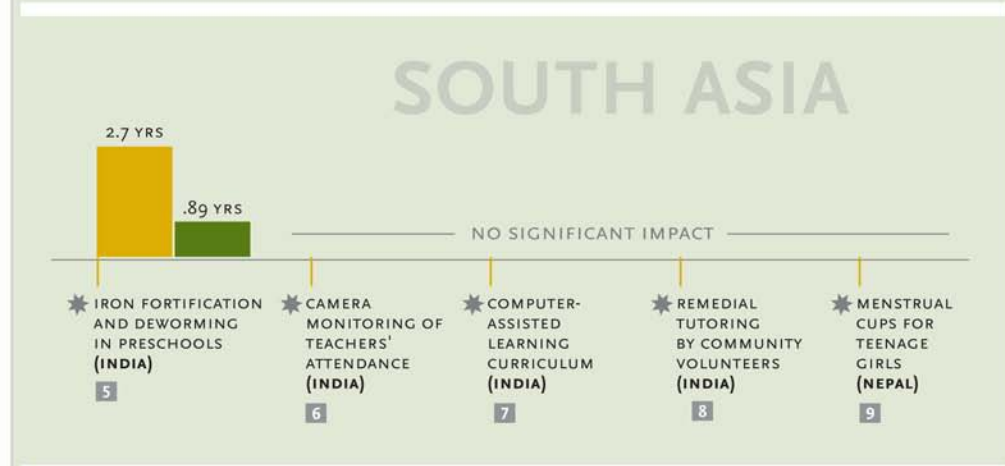 SOUTH ASIA
2.7 YRS
.89 YRS
NO SIGNIFICANT IMPACT
IRON FORTIFICATION
AND DEWORMING
IN PRESCHOOLS
(INDIA)
5
CAMERA
MONITORING OF
TEACHERS'
ATTENDANCE
(INDIA)
6
COMPUTER-
ASSISTED
LEARNING
CURRICULUM
(INDIA)
7
REMEDIAL
TUTORING
BY COMMUNITY
VOLUNTEERS
(INDIA)
8
MENSTRUAL
CUPS FOR
TEENAGE
GIRLS
(NEPAL)
9